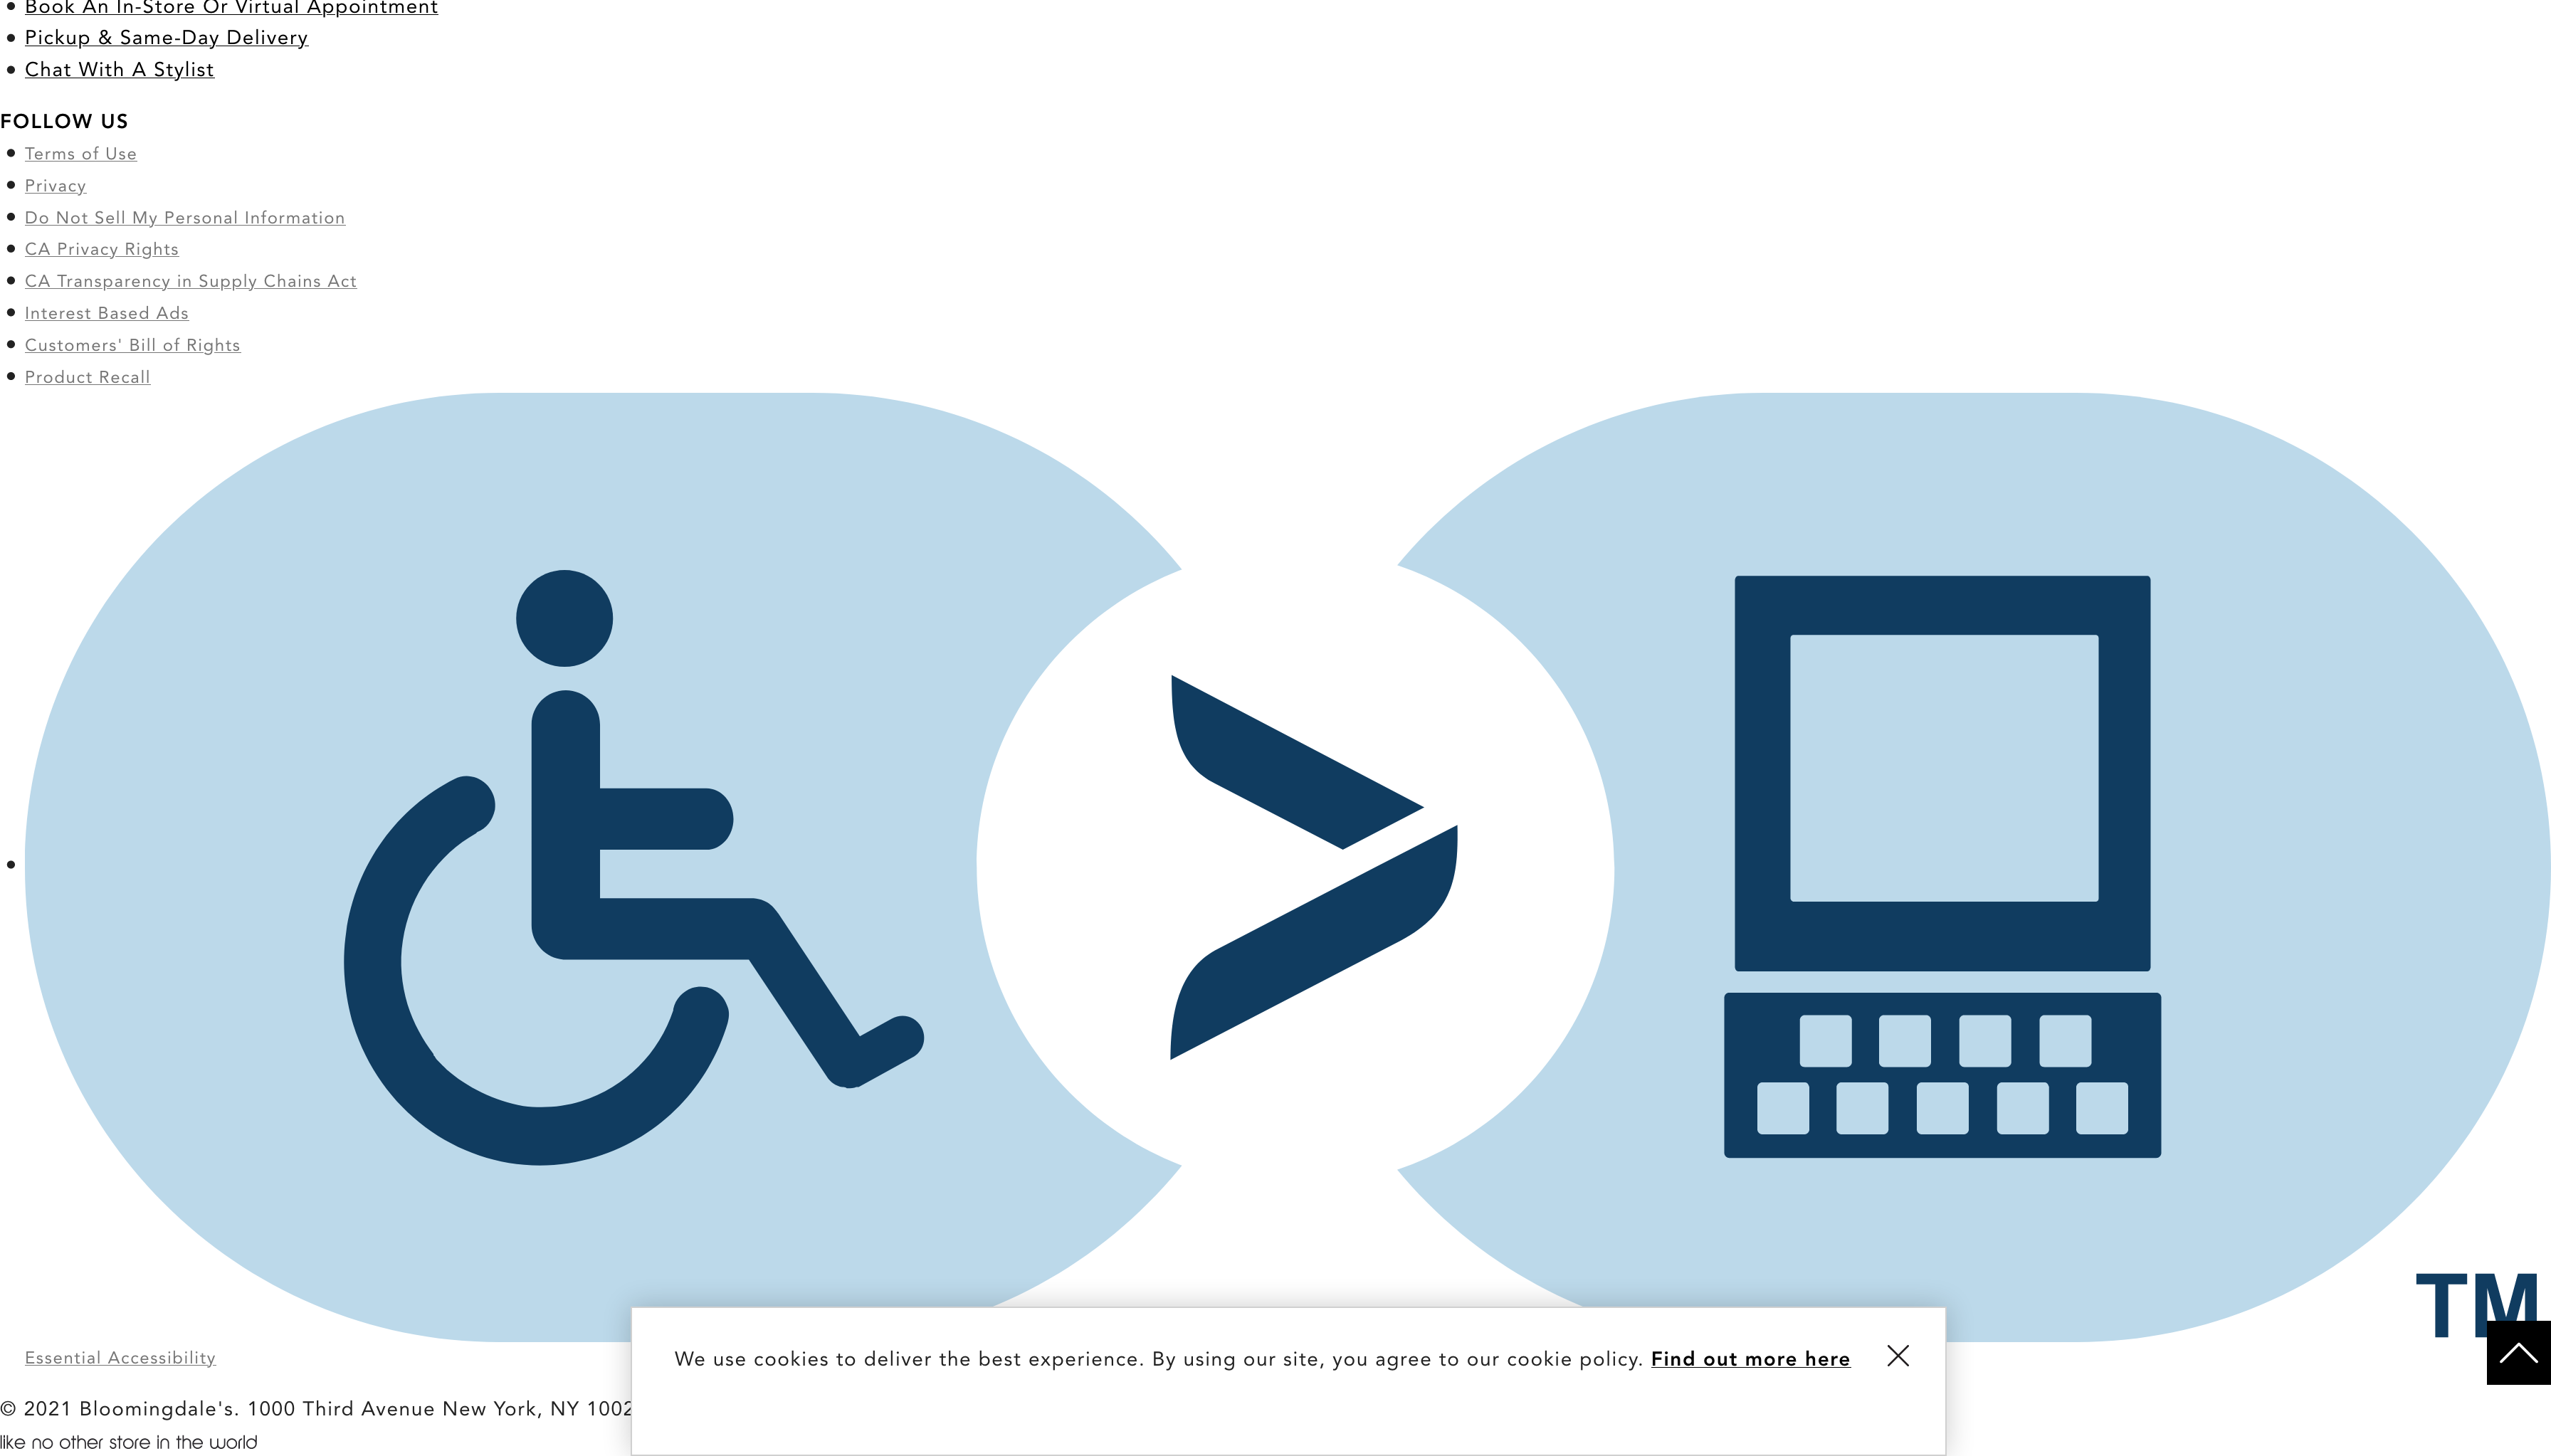 Book An In-Store Or Virtual Appointment
Pickup & Same-Day Delivery
Chat With A Stylist
FOLLOW US
Terms of Use
Privacy
Do Not Sell My Personal Information
CA Privacy Rights
CA Transparency in Supply Chains Act
Interest Based Ads
Customers' Bill of Rights
Product Recall
TM
Essential Accessibility
We use cookies to deliver the best experience. By using our site, you agree to our cookie policy. Find out more here
© 2021 Bloomingdale's. 1000 Third Avenue New York, NY 1002
like no other store in the world